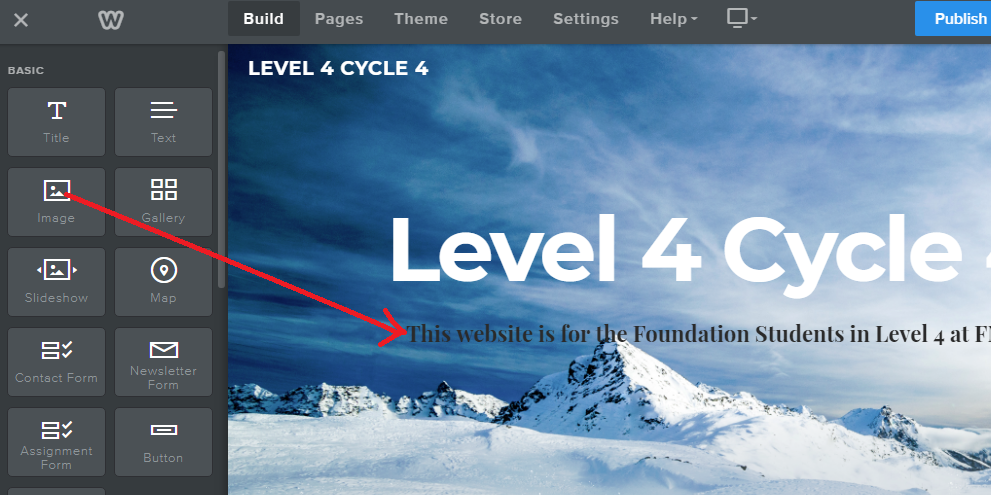 Build Pages Theme Store Settings Help Publish
BASIC
Title Text
Image Gallery
Slideshow Map
Contact Form Newsletter
Form
Assignment
Form Button
LEVEL 4 CYCLE 4
Level 4 Cycle
This website is for the Foundation Students in Level 4 at